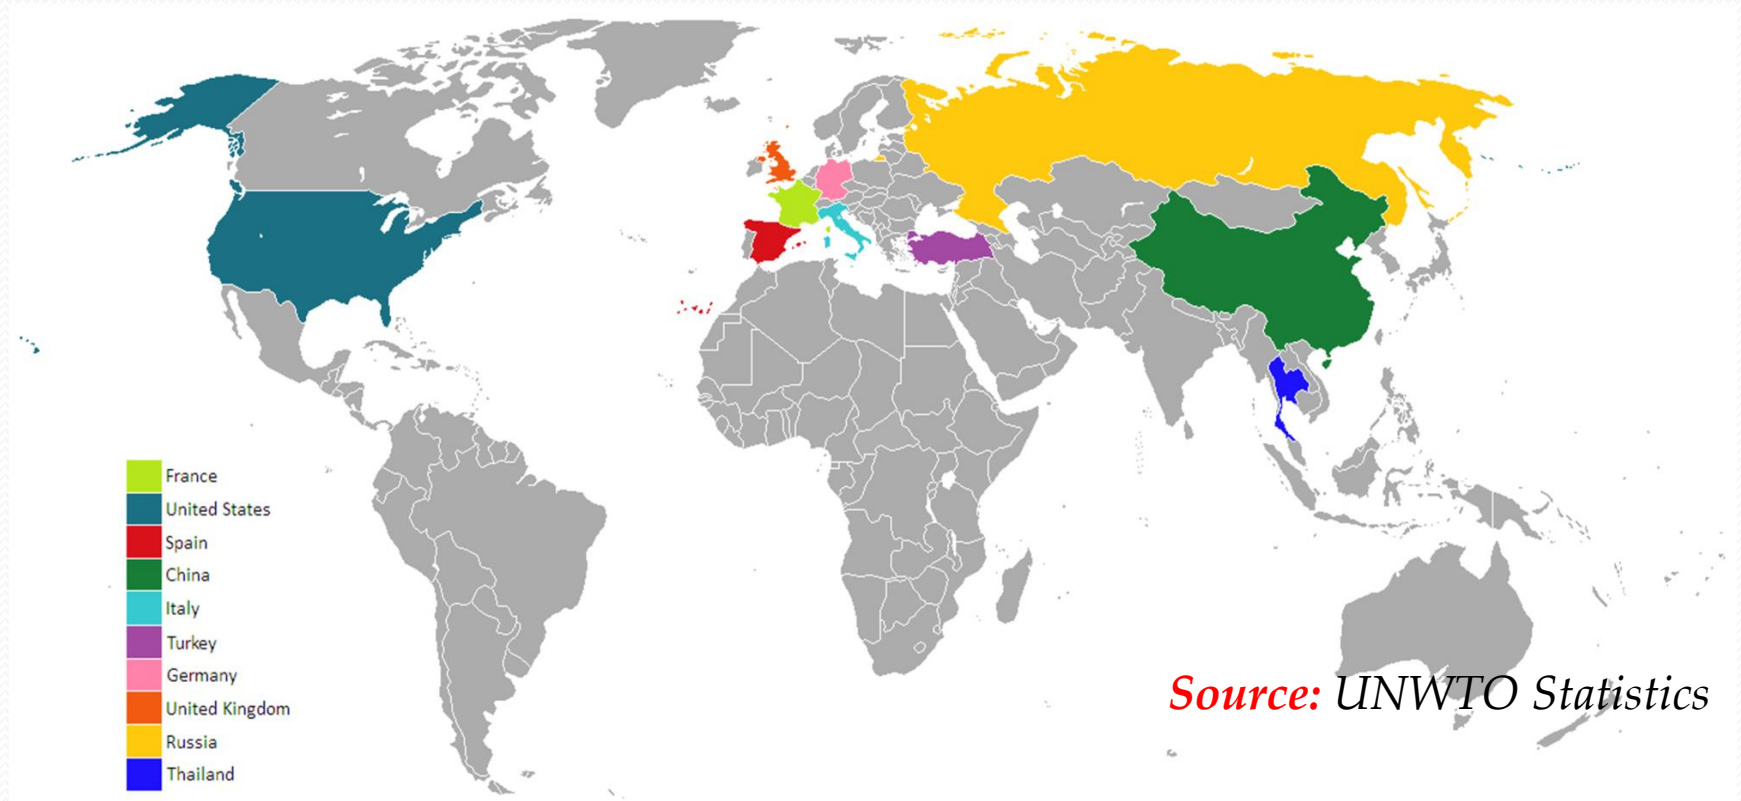 France
United States
Spain
China
Italy
Turkey
Germany
United Kingdom
Russia
Thailand
Source: UNWTO Statistics